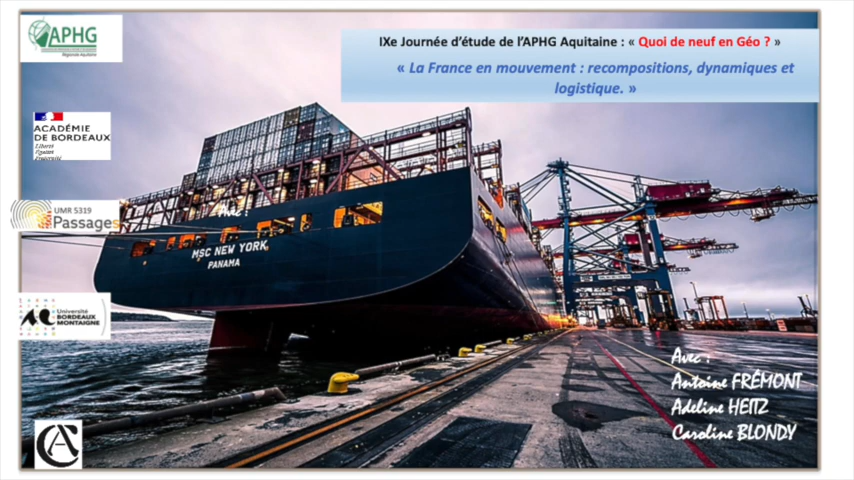 APHG
Régionale Aquitaine
IXe Journée d'étude de l'APHG Aquitaine : « Quoi de neuf en Géo ? »
« La France en mouvement : recompositions, dynamiques et
logistique. »
ACADÉMIE
DE BORDEAUX
Liberté
Égalité
Fraternité
UMR 5319
Passages
Avec :
MSC NEW YORK
PANAMA
Université
BORDEAUX
MONTAIGNE
Avec :
Antoine FRÉMONT
Adeline HEITZ
Caroline BLONDY
CA